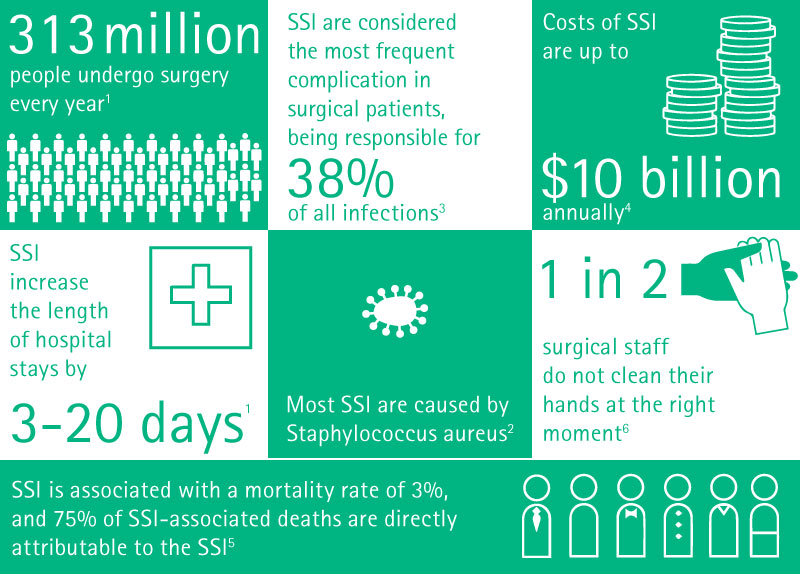 313 million
people undergo surgery
every year¹
SSI are considered
the most frequent
complication in
surgical patients,
being responsible for
38%
of all infections³
Costs of SSI
are up to
$10 billion
annually⁴
SSI
increase
the length
of hospital
stays by
3-20 days¹
Most SSI are caused by
Staphylococcus aureus²
1 in 2
surgical staff
do not clean their
hands at the right
moment⁶
SSI is associated with a mortality rate of 3%,
and 75% of SSI-associated deaths are directly
attributable to the SSI⁵